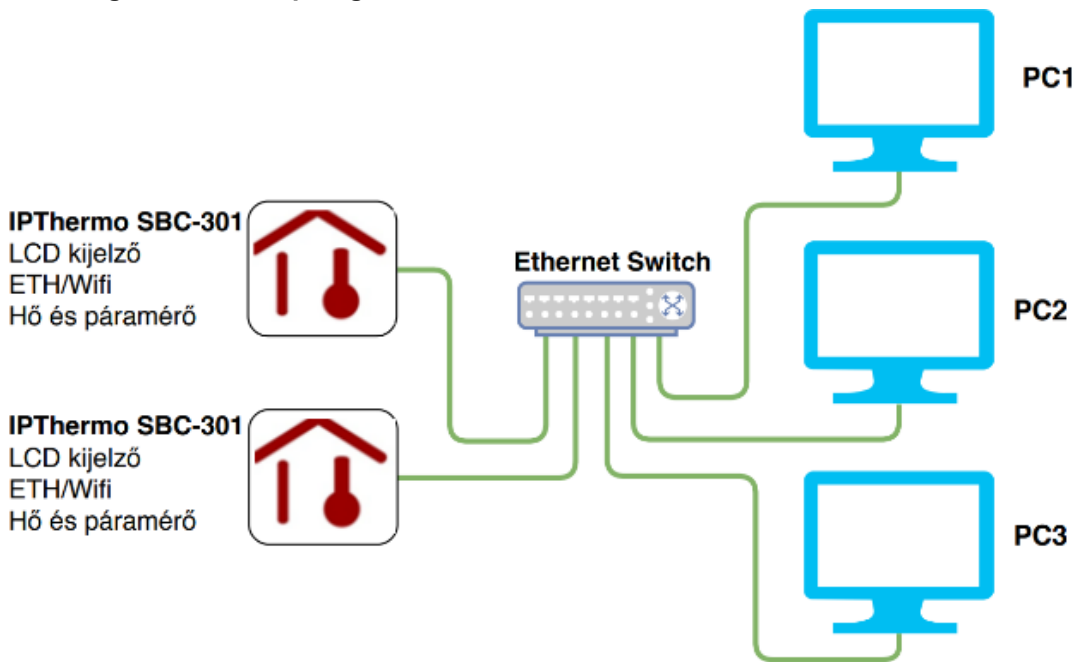 PC1
IPThermo SBC-301
LCD kijelző
ETH/Wifi
Hő és páramérő
Ethernet Switch
PC2
IPThermo SBC-301
LCD kijelző
ETH/Wifi
Hő és páramérő
PC3